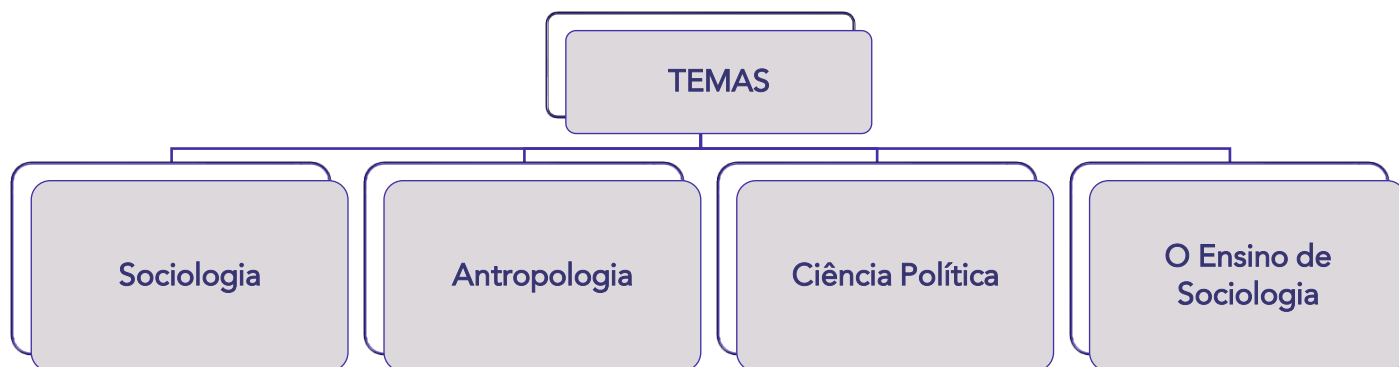 TEMAS
Sociologia
Antropologia
Ciência Política
O Ensino de
Sociologia